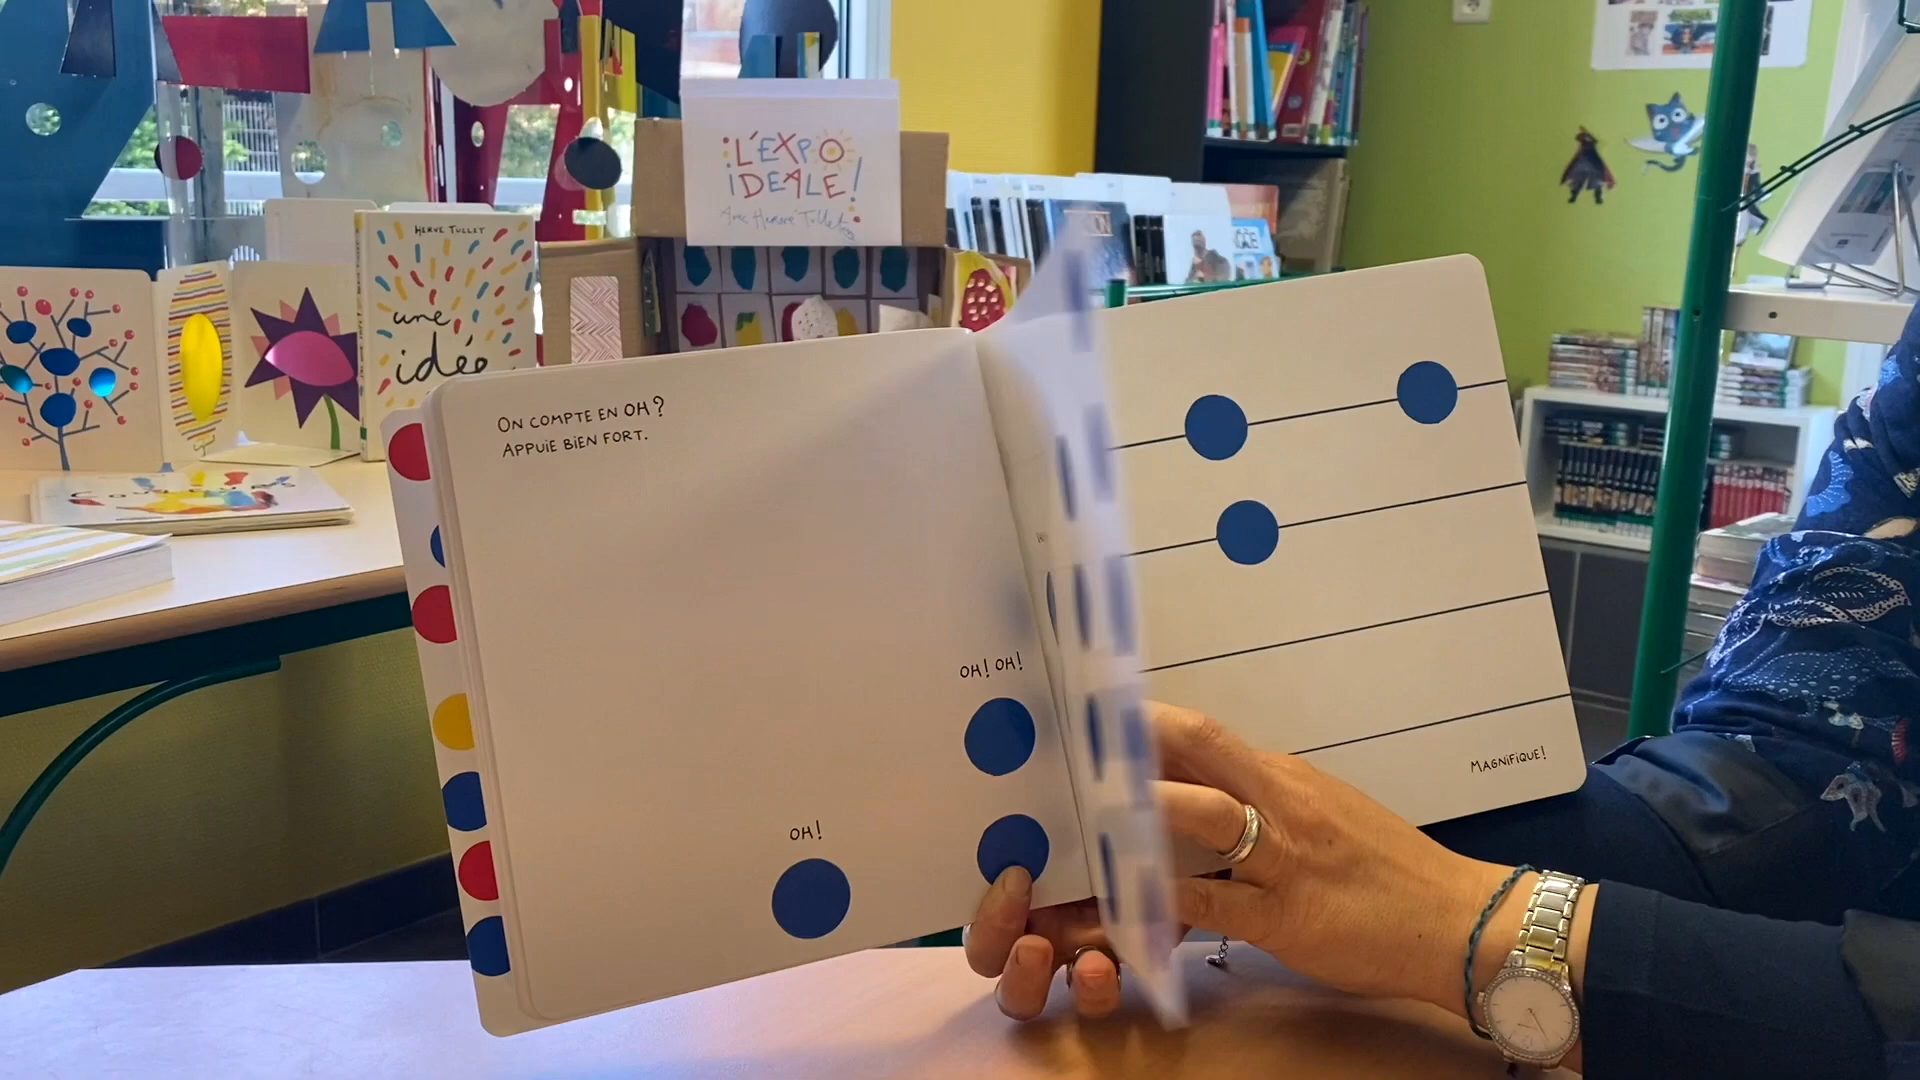 L'EXPO
IDEALE!
Avec Hervé Tullet
HERVE TULLET
une
idée
COULEURS
ON COMPTE EN OH?
APPUIE BIEN FORT.
OH! OH!
OH!
MAGNIFIQUE!